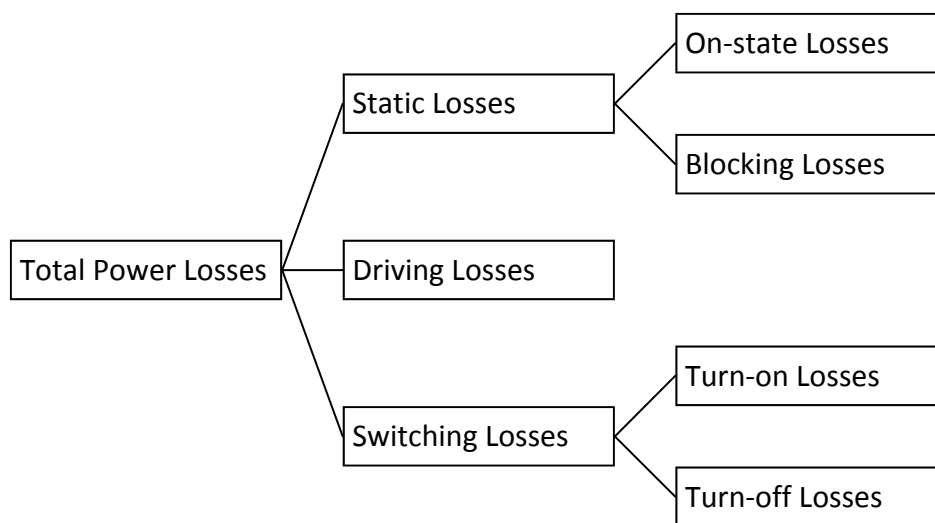 On-state Losses
Static Losses
Blocking Losses
Total Power Losses
Driving Losses
Turn-on Losses
Switching Losses
Turn-off Losses